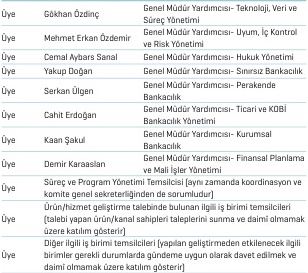 Üye Gökhan Özdinç Genel Müdür Yardımcısı- Teknoloji, Veri ve
Süreç Yönetimi
Üye Mehmet Erkan Özdemir Genel Müdür Yardımcısı- Uyum, İç Kontrol
ve Risk Yönetimi
Üye Cemal Aybars Sanal Genel Müdür Yardımcısı- Hukuk Yönetimi
Üye Yakup Doğan Genel Müdür Yardımcısı- Sınırsız Bankacılık
Üye Serkan Ülgen Genel Müdür Yardımcısı- Perakende
Bankacılık
Üye Cahit Erdoğan Genel Müdür Yardımcısı- Ticari ve KOBİ
Bankacılık Yönetimi
Üye Kaan Şakul Genel Müdür Yardımcısı- Kurumsal
Bankacılık
Üye Demir Karaaslan Genel Müdür Yardımcısı- Finansal Planlama
ve Mali İşler Yönetimi
Üye Süreç ve Program Yönetimi Temsilcisi (aynı zamanda koordinasyon ve
komite genel sekreterliğinden de sorumludur)
Üye Ürün/hizmet geliştirme talebinde bulunan ilgili iş birimi temsilcileri
(talebi yapan ürün/kanal sahipleri taleplerini sunma ve daimî olmamak
üzere katılım gösterir)
Üye Diğer ilgili iş birimi temsilcileri (yapılan geliştirmeden etkilenecek ilgili
birimler gerekli durumlarda gündeme uygun olarak davet edilmek ve
daimî olmamak üzere katılım gösterir)